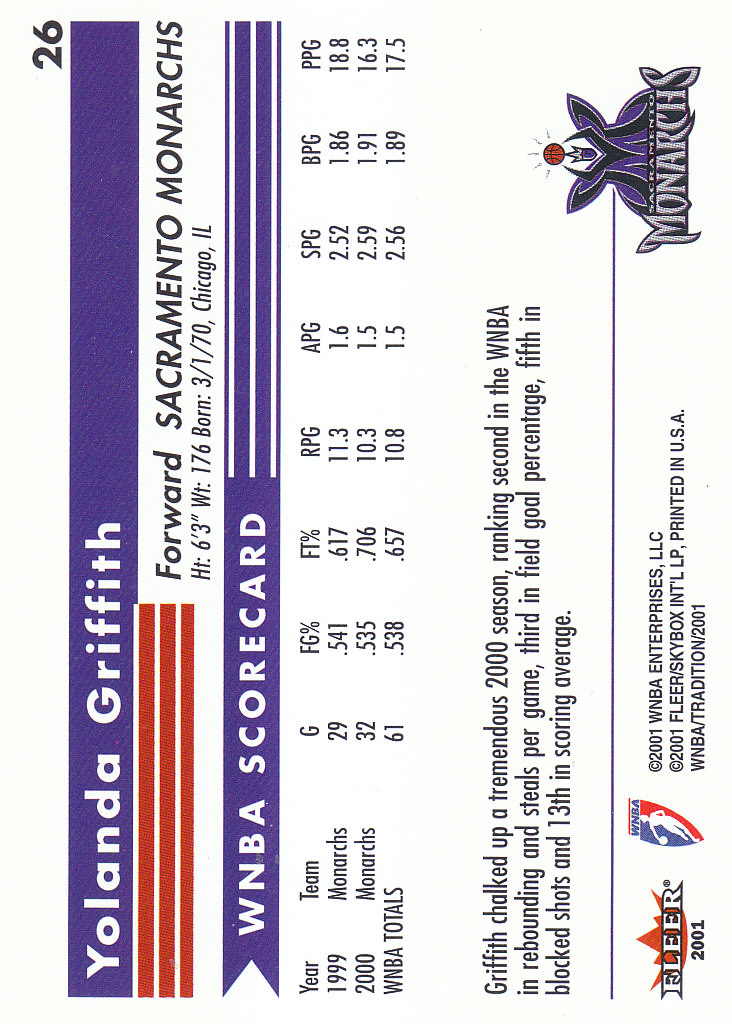 26
Yolanda Griffith
Forward SACRAMENTO MONARCHS
Ht: 6'3" Wt: 176 Born: 3/1/70, Chicago, IL
WNBA SCORECARD
Year Team G FG% FT% RPG APG SPG BPG PPG
1999 Monarchs 29 .541 .617 11.3 1.6 2.52 1.86 18.8
2000 Monarchs 32 .535 .706 10.3 1.5 2.59 1.91 16.3
WNBA TOTALS 61 .538 .657 10.8 1.5 2.56 1.89 17.5
Griffith chalked up a tremendous 2000 season, ranking second in the WNBA
in rebounding and steals per game, third in field goal percentage, fifth in
blocked shots and 13th in scoring average.
SACRAMENTO
MONARCHS
FLEER®
2001
WNBA
©2001 WNBA ENTERPRISES, LLC
©2001 FLEER/SKYBOX INT'L LP, PRINTED IN U.S.A.
WNBA/TRADITION/2001